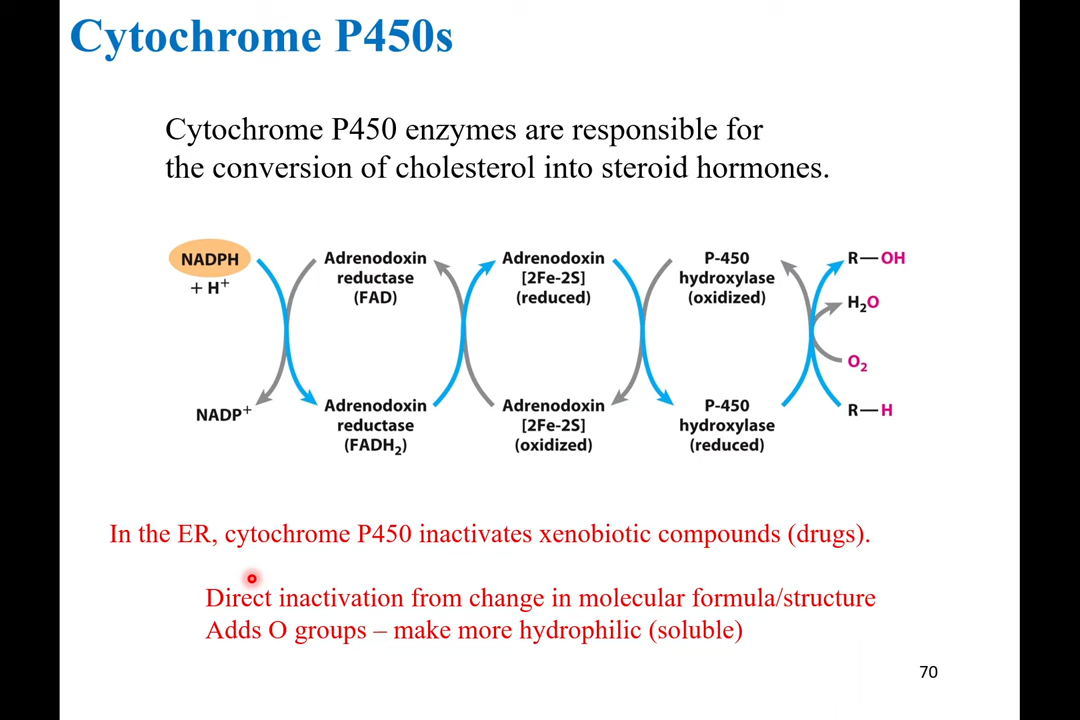 Cytochrome P450s
Cytochrome P450 enzymes are responsible for
the conversion of cholesterol into steroid hormones.
NADPH
+ H⁺
NADP⁺
Adrenodoxin
reductase
(FAD)
Adrenodoxin
reductase
(FADH₂)
Adrenodoxin
[2Fe-2S]
(reduced)
Adrenodoxin
[2Fe-2S]
(oxidized)
P-450
hydroxylase
(oxidized)
P-450
hydroxylase
(reduced)
R—OH
H₂O
O₂
R—H
In the ER, cytochrome P450 inactivates xenobiotic compounds (drugs).
Direct inactivation from change in molecular formula/structure
Adds O groups – make more hydrophilic (soluble)
70